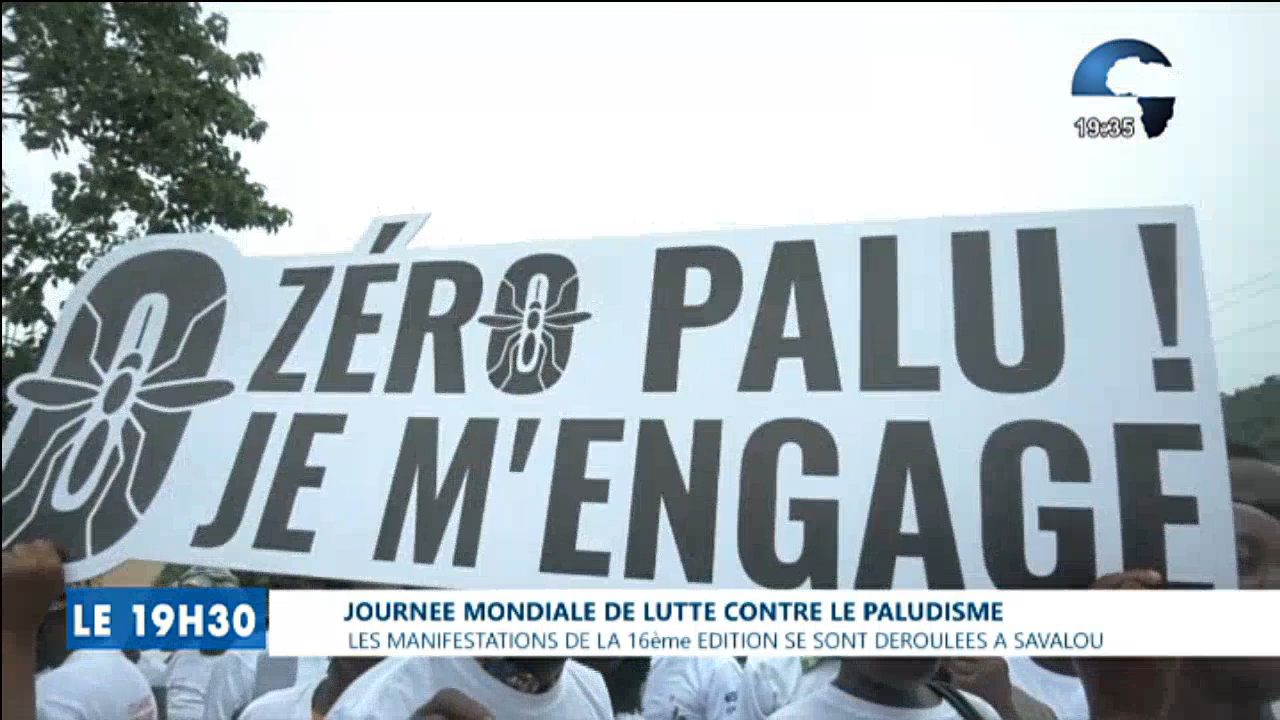 19:35
ZÉRO PALU !
JE M'ENGAGE
LE 19H30
JOURNEE MONDIALE DE LUTTE CONTRE LE PALUDISME
LES MANIFESTATIONS DE LA 16ème EDITION SE SONT DEROULEES A SAVALOU